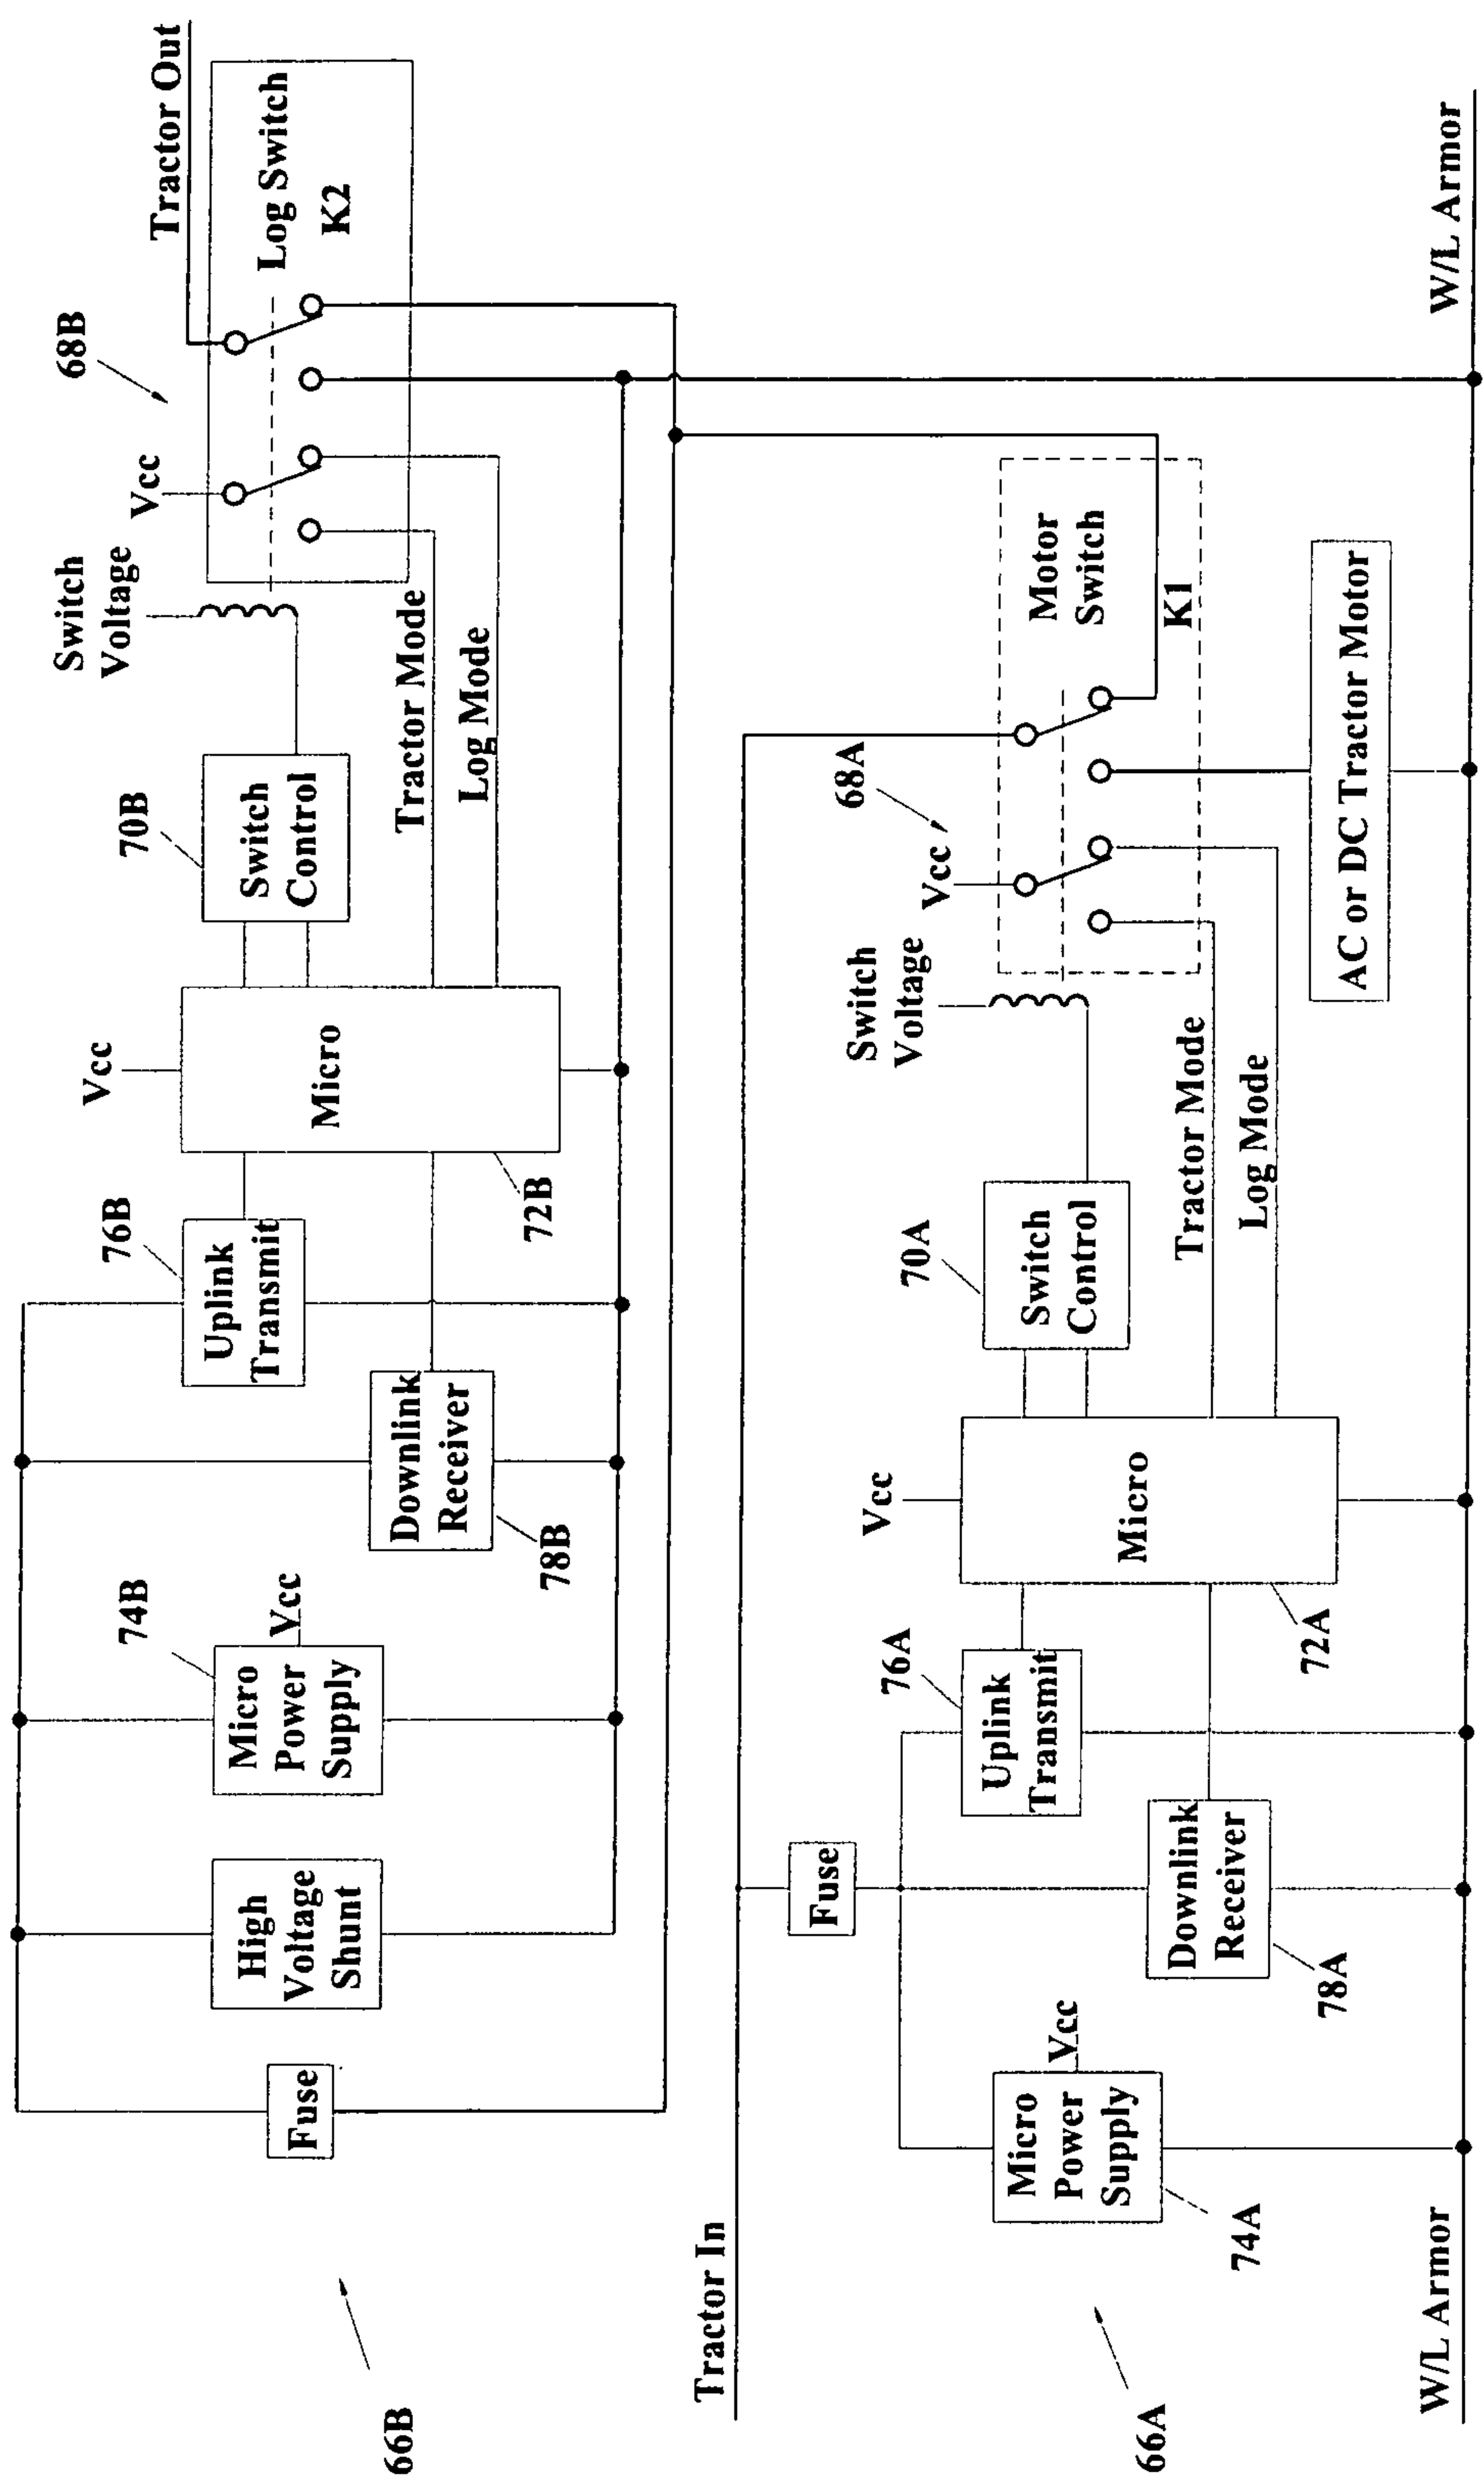 Tractor Out
68B
Log Switch
K2
Vcc
Switch
Voltage
70B
Switch
Control
Tractor Mode
Log Mode
Vcc
Micro
72B
76B
Uplink
Transmit
Downlink
Receiver
78B
74B
Vcc
Micro
Power
Supply
High
Voltage
Shunt
Fuse
66B
W/L Armor
Motor
Switch
K1
68A
Vcc
Switch
Voltage
AC or DC Tractor Motor
70A
Switch
Control
Tractor Mode
Log Mode
Vcc
Micro
72A
76A
Uplink
Transmit
Fuse
Downlink
Receiver
78A
Vcc
Micro
Power
Supply
74A
Tractor In
66A
W/L Armor